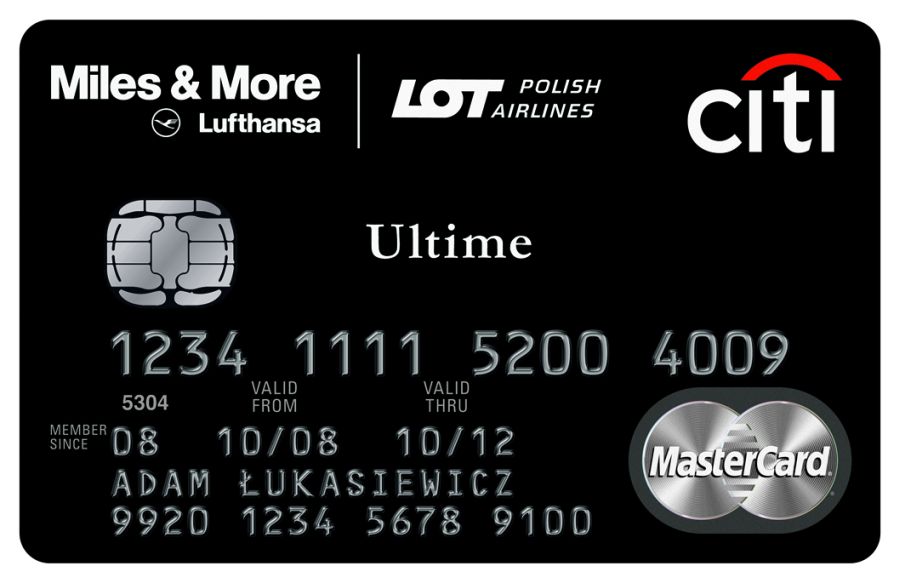 Miles & More
Lufthansa
LOT POLISH AIRLINES
citi
Ultime
1234 1111 5200 4009
5304
VALID FROM
VALID THRU
MEMBER SINCE 08 10/08 10/12
ADAM ŁUKASIEWICZ
9920 1234 5678 9100
MasterCard